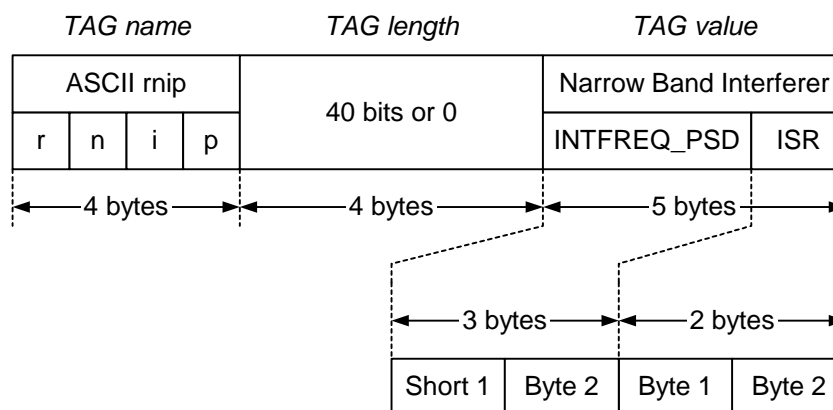 TAG name TAG length TAG value
ASCII rnip 40 bits or 0 Narrow Band Interferer
r n i p INTFREQ_PSD ISR
4 bytes 4 bytes 5 bytes
3 bytes 2 bytes
Short 1 Byte 2 Byte 1 Byte 2